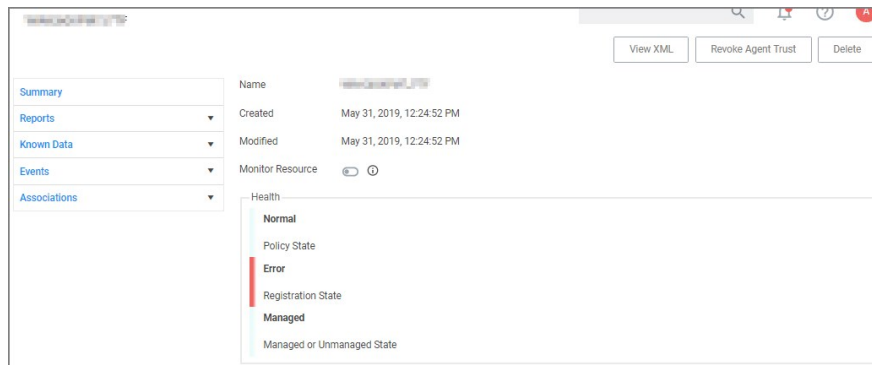 A
View XML Revoke Agent Trust Delete
Summary
Reports
Known Data
Events
Associations
Name
Created May 31, 2019, 12:24:52 PM
Modified May 31, 2019, 12:24:52 PM
Monitor Resource
Health
Normal
Policy State
Error
Registration State
Managed
Managed or Unmanaged State